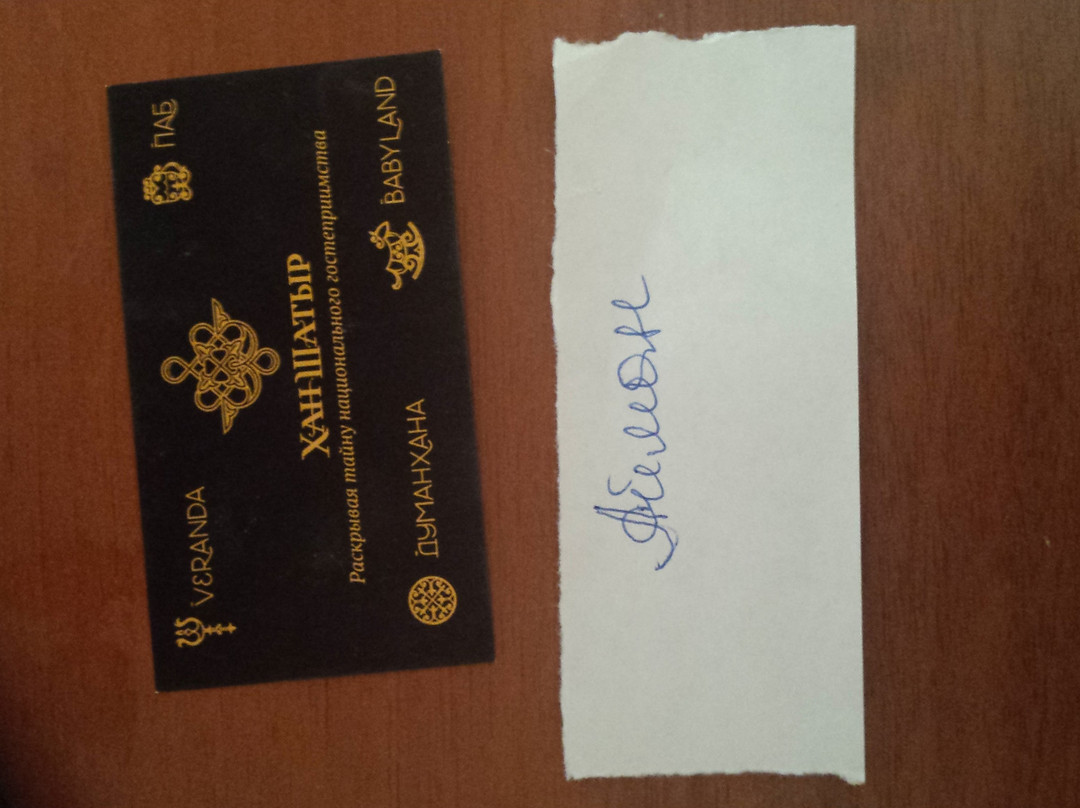 VERANDA
ПАБ
ХАН ШАТЫР
Раскрывая тайну национального гостеприимства
ДУМАНХАНА
BABYLAND